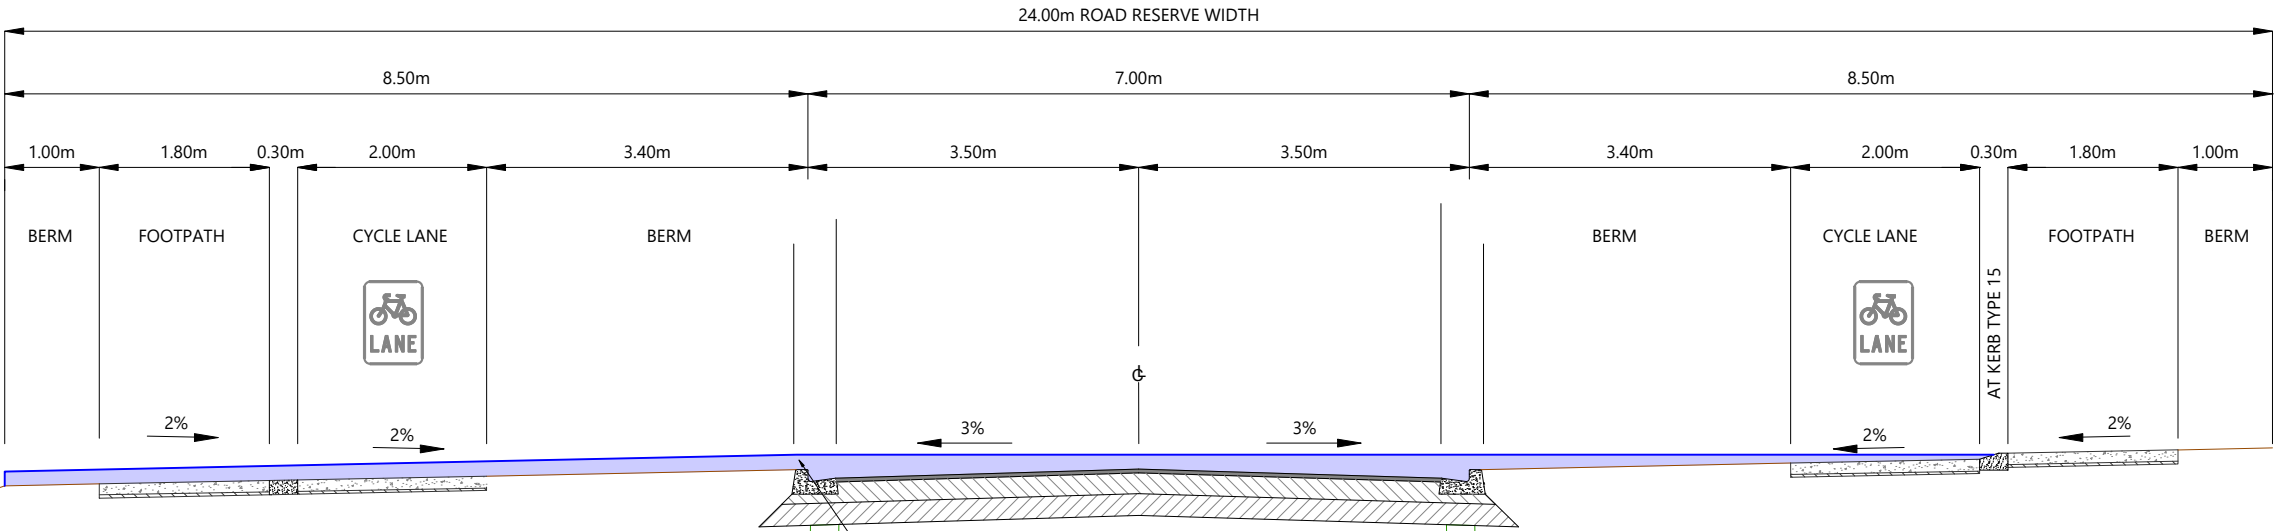 24.00m ROAD RESERVE WIDTH
8.50m 7.00m 8.50m
1.00m 1.80m 0.30m 2.00m 3.40m 3.50m 3.50m 3.40m 2.00m 0.30m 1.80m 1.00m
BERM FOOTPATH CYCLE LANE BERM BERM CYCLE LANE FOOTPATH BERM
LANE LANE
AT KERB TYPE 15
℄
2% 2% 3% 3% 2% 2%